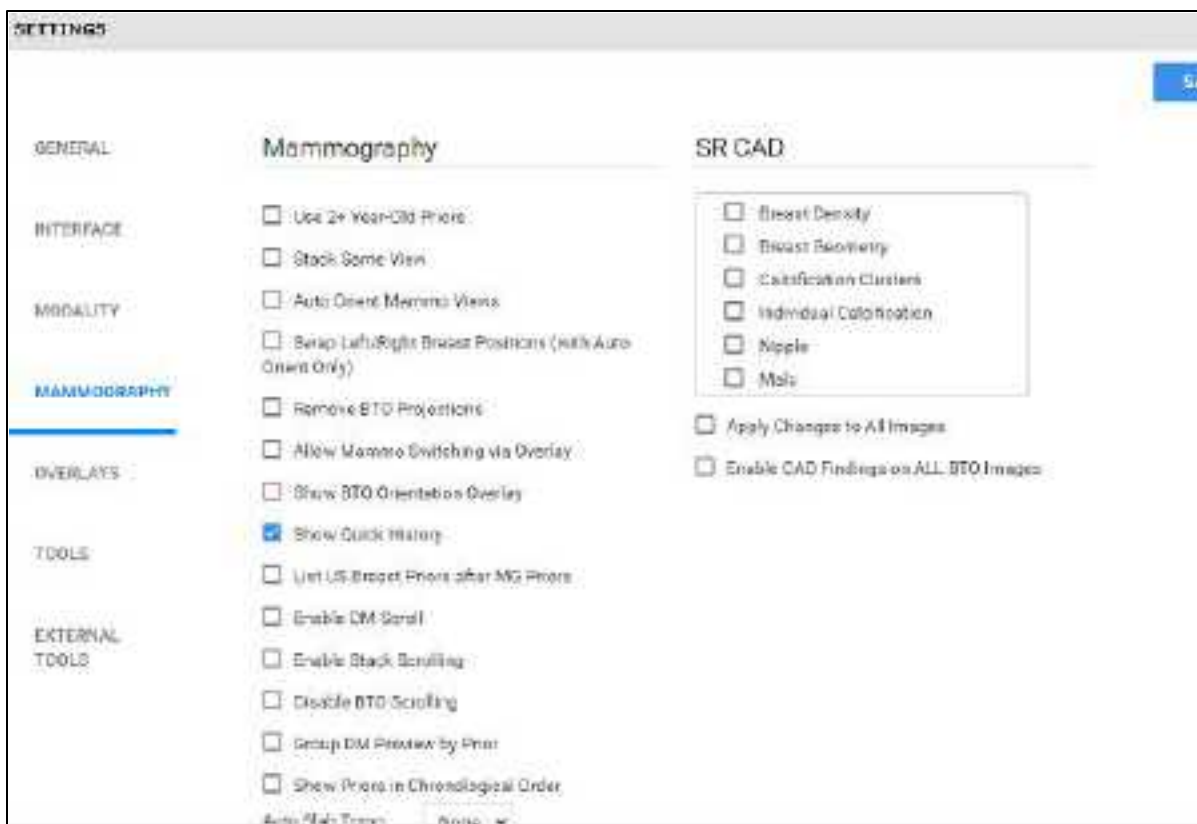 SETTINGS
GENERAL
INTERFACE
MODALITY
MAMMOGRAPHY
OVERLAYS
TOOLS
EXTERNAL
TOOLS
Mammography
Use 2+ Year-Old Priors
Stack Same View
Auto Orient Mammo Views
Swap Left/Right Breast Positions (with Auto
Orient Only)
Remove BTO Projections
Allow Mammo Switching via Overlay
Show BTO Orientation Overlay
Show Quick History
List US Breast Priors after MG Priors
Enable DM Scroll
Enable Stack Scrolling
Disable BTO Scrolling
Group DM Preview by Prior
Show Priors in Chronological Order
None
SR CAD
Breast Density
Breast Geometry
Calcification Clusters
Individual Calcification
Nipple
Apply Changes to All Images
Enable CAD Findings on ALL BTO Images